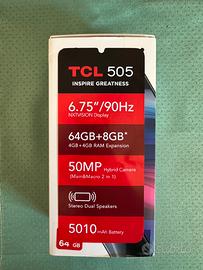 TCL 505
INSPIRE GREATNESS
6.75"/90Hz
NXTVISION Display
64GB+8GB*
4GB+4GB RAM Expansion
50MP Hybrid Camera
(Main&Macro 2 in 1)
Stereo Dual Speakers
5010mAh Battery
64 GB